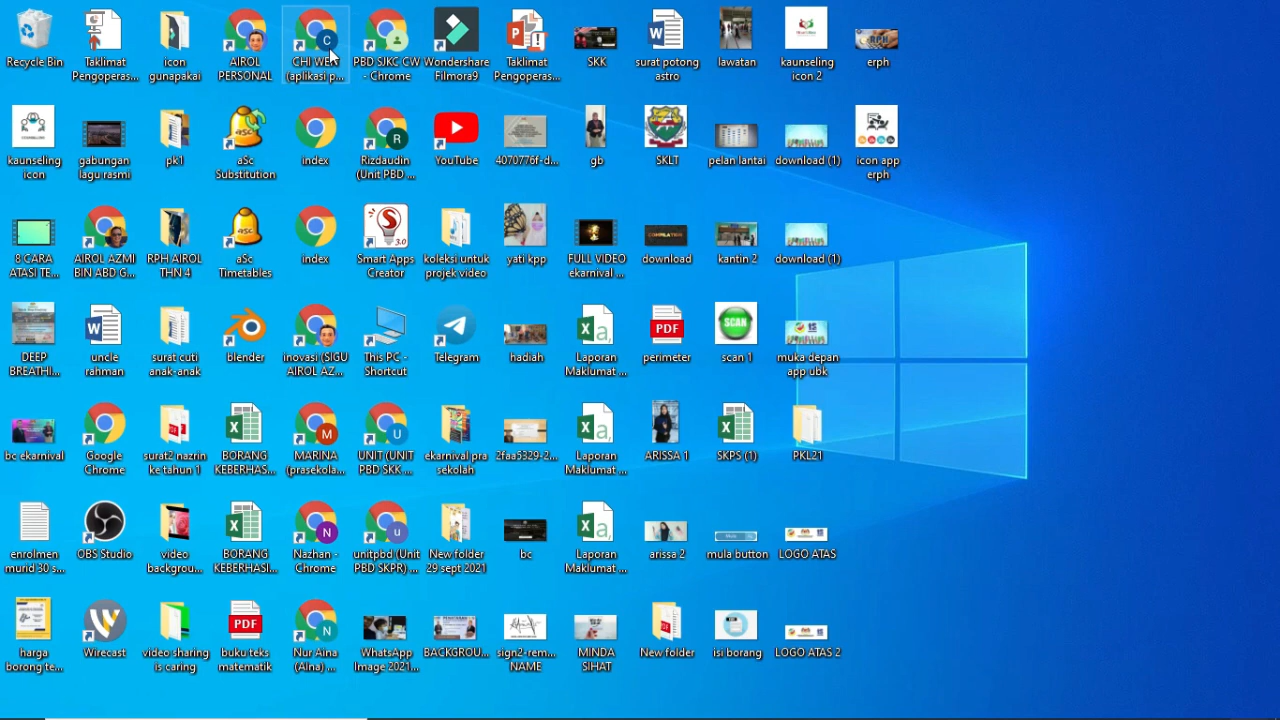 Recycle Bin
Taklimat
Pengoperas...
icon
gunapakai
AIROL
PERSONAL
CHI WEN
(aplikasi p...
PBD SJKC CW
- Chrome
Wondershare
Filmora9
Taklimat
Pengoperas...
SKK
surat potong
astro
lawatan
kaunseling
icon 2
erph
kaunseling
icon
gabungan
lagu rasmi
pk1
aSc
Substitution
index
Rizdaudin
(Unit PBD ...
YouTube
4070776f-d...
gb
SKLT
pelan lantai
download (1)
icon app
erph
8 CARA
ATASI TE...
AIROL AZMI
BIN ABD G...
RPH AIROL
THN 4
aSc
Timetables
index
Smart Apps
Creator
koleksi untuk
projek video
yati kpp
FULL VIDEO
ekarnival ...
download
kantin 2
download (1)
DEEP
BREATHI...
uncle
rahman
surat cuti
anak-anak
blender
inovasi (SIGU
AIROL AZ...
This PC -
Shortcut
Telegram
hadiah
Laporan
Maklumat ...
PDF
perimeter
SCAN
scan 1
muka depan
app ubk
bc ekarnival
Google
Chrome
surat2 nazrin
ke tahun 1
BORANG
KEBERHAS...
MARINA
(prasekola...
UNIT (UNIT
PBD SKK ...
ekarnival pra
sekolah
2faa5329-2...
Laporan
Maklumat ...
ARISSA 1
SKPS (1)
PKL21
enrolmen
murid 30 s...
OBS Studio
video
backgrou...
BORANG
KEBERHASI...
Nazhan -
Chrome
unitpbd (Unit
PBD SKPR) ...
New folder
29 sept 2021
bc
Laporan
Maklumat ...
arissa 2
mula button
LOGO ATAS
harga
borong te...
Wirecast
video sharing
is caring
PDF
buku teks
matematik
Nur Aina
(Aina) ...
WhatsApp
Image 2021...
BACKGROU...
sign2-rem...
NAME
MINDA
SIHAT
New folder
isi borang
LOGO ATAS 2